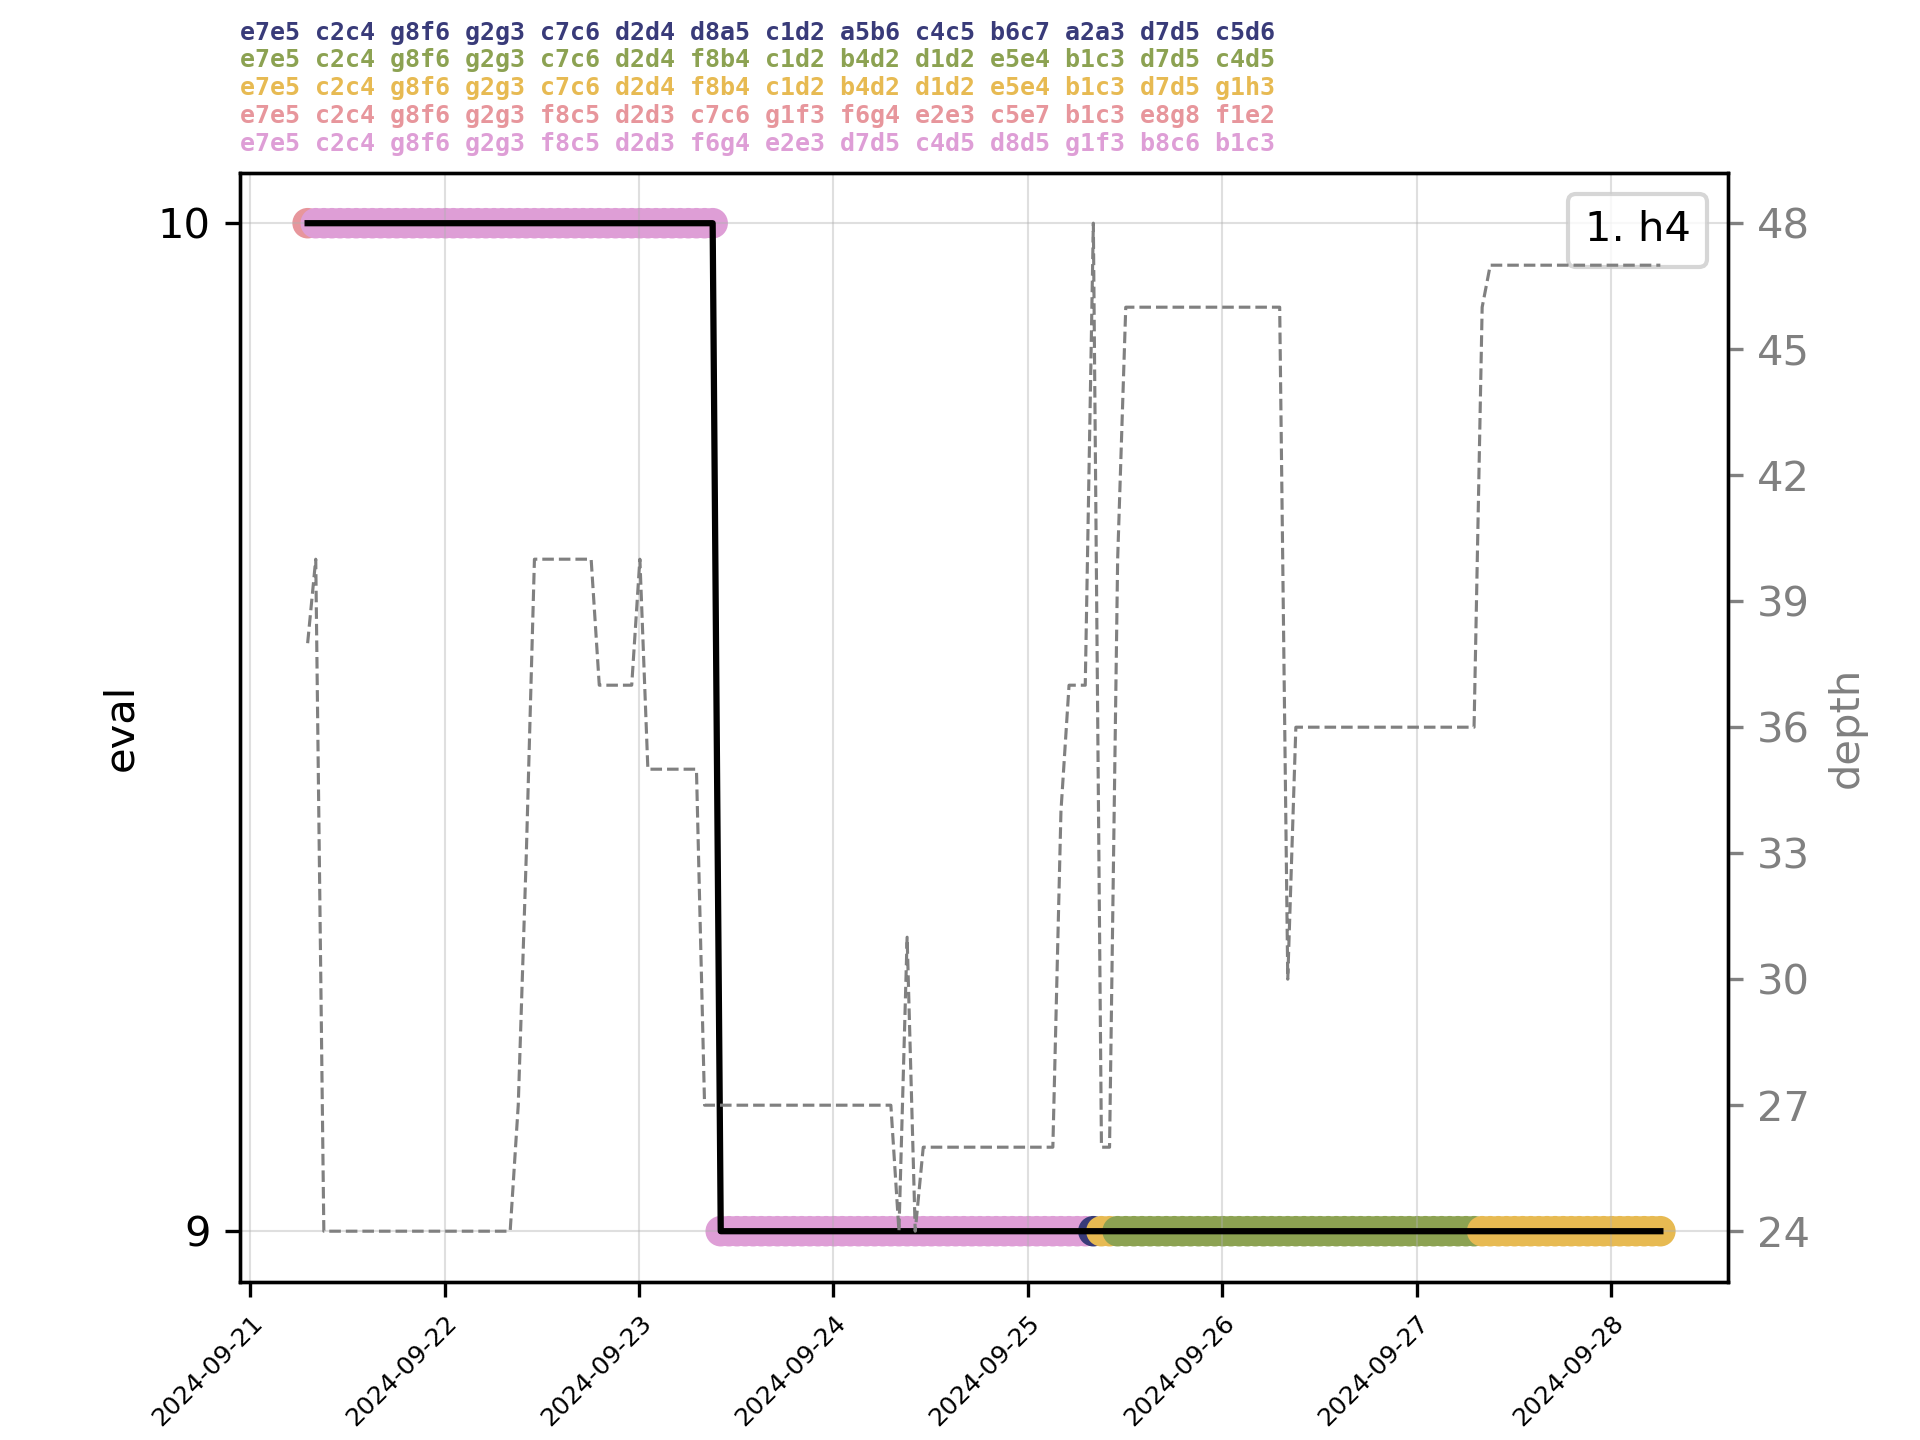 e7e5 c2c4 g8f6 g2g3 c7c6 d2d4 d8a5 c1d2 a5b6 c4c5 b6c7 a2a3 d7d5 c5d6
e7e5 c2c4 g8f6 g2g3 c7c6 d2d4 f8b4 c1d2 b4d2 d1d2 e5e4 b1c3 d7d5 c4d5
e7e5 c2c4 g8f6 g2g3 c7c6 d2d4 f8b4 c1d2 b4d2 d1d2 e5e4 b1c3 d7d5 g1h3
e7e5 c2c4 g8f6 g2g3 f8c5 d2d3 c7c6 g1f3 f6g4 e2e3 c5e7 b1c3 e8g8 f1e2
e7e5 c2c4 g8f6 g2g3 f8c5 d2d3 f6g4 e2e3 d7d5 c4d5 d8d5 g1f3 b8c6 b1c3
1. h4
10
9
eval
48
45
42
39
36
33
30
27
24
depth
2024-09-21
2024-09-22
2024-09-23
2024-09-24
2024-09-25
2024-09-26
2024-09-27
2024-09-28